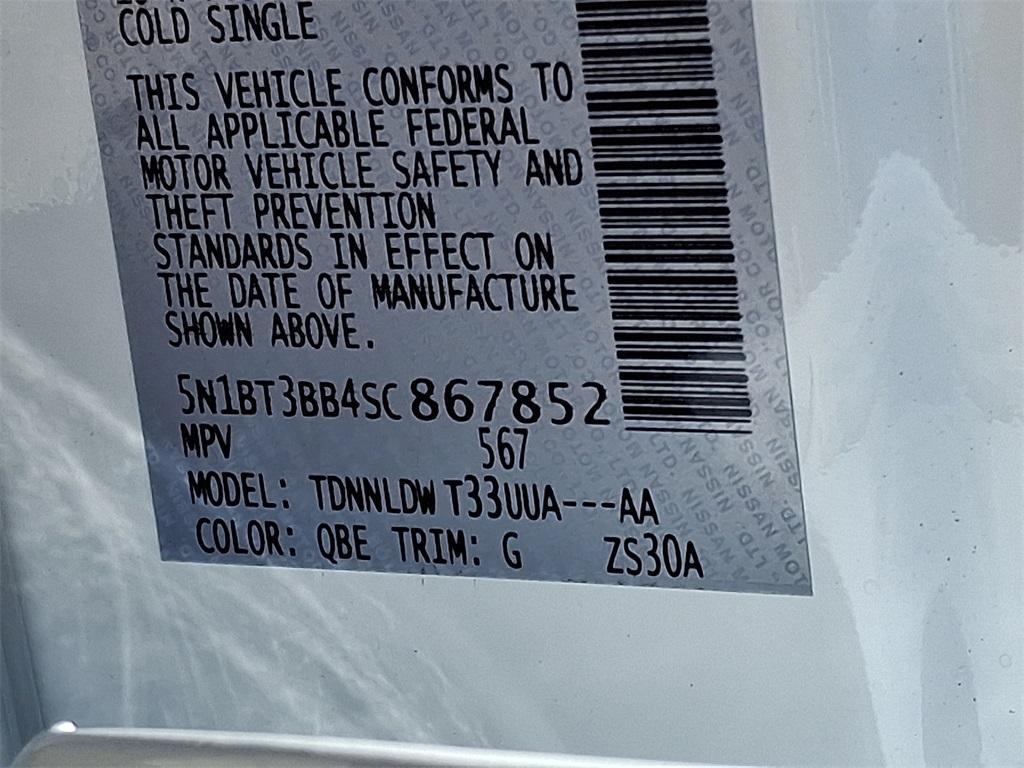 COLD SINGLE
THIS VEHICLE CONFORMS TO
ALL APPLICABLE FEDERAL
MOTOR VEHICLE SAFETY AND
THEFT PREVENTION
STANDARDS IN EFFECT ON
THE DATE OF MANUFACTURE
SHOWN ABOVE.
5N1BT3BB4SC867852
MPV 567
MODEL: TDNNLDW T33UUA---AA
COLOR: QBE TRIM: G ZS30A